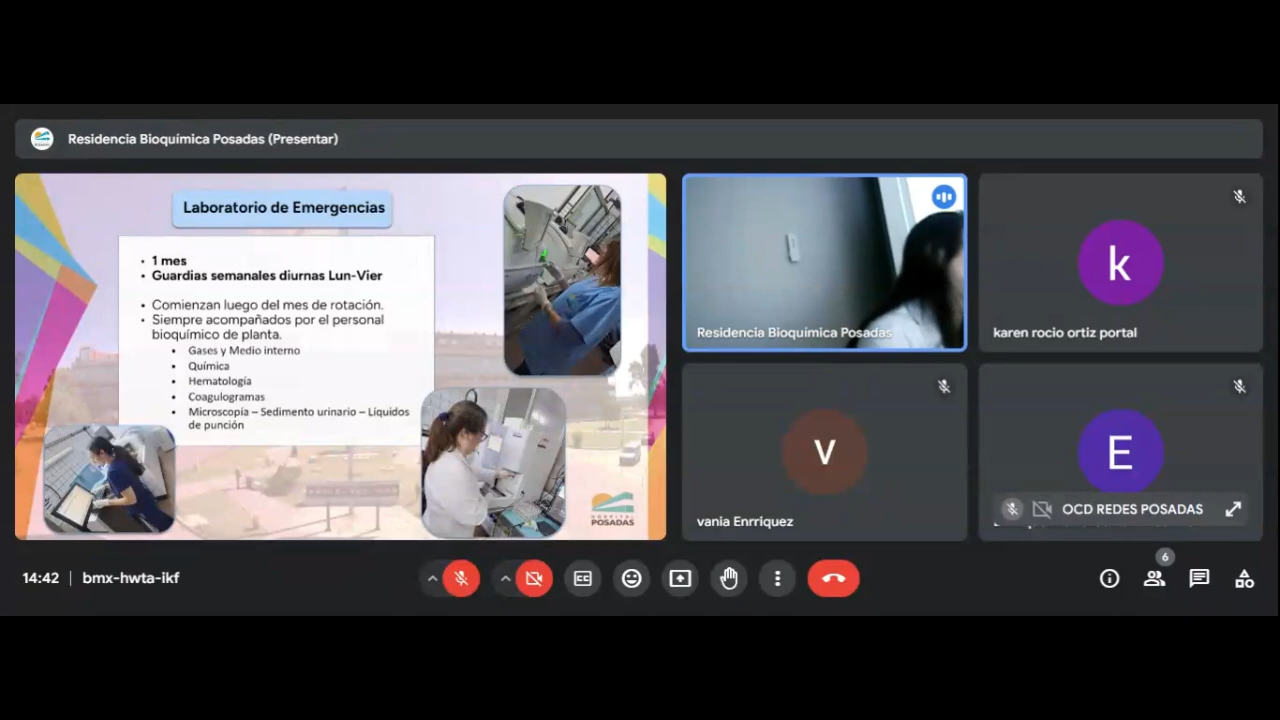 Residencia Bioquímica Posadas (Presentar)
Laboratorio de Emergencias
• 1 mes
• Guardias semanales diurnas Lun-Vier
• Comienzan luego del mes de rotación.
• Siempre acompañados por el personal
bioquímico de planta.
• Gases y Medio interno
• Química
• Hematología
• Coagulogramas
• Microscopía – Sedimento urinario – Líquidos
de punción
HOSPITAL
POSADAS
Residencia Bioquímica Posadas
k
karen rocio ortiz portal
v
vania Enrriquez
E
OCD REDES POSADAS
14:42 | bmx-hwta-ikf
CC
6